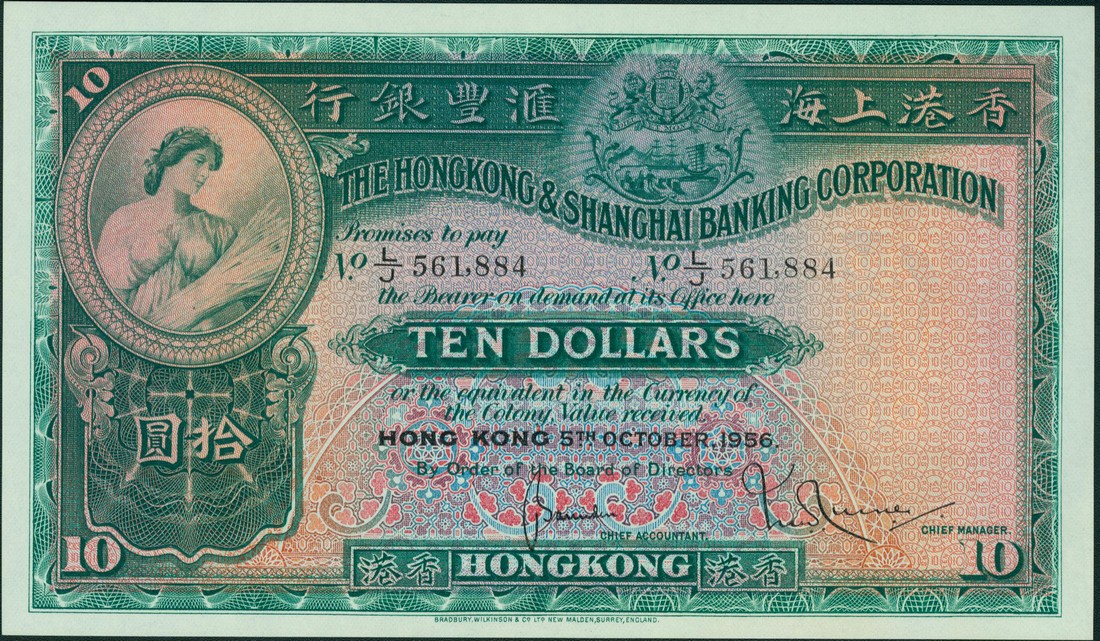 10
行銀豐滙
海上港香
THE HONGKONG & SHANGHAI BANKING CORPORATION
Promises to pay
No. L/J 561,884
No. L/J 561,884
the Bearer on demand at its Office here
TEN DOLLARS
or the equivalent in the Currency of
the Colony Value received
HONG KONG 5TH OCTOBER, 1956.
By Order of the Board of Directors
圓拾
CHIEF ACCOUNTANT.
CHIEF MANAGER.
10
港香
HONGKONG
港香
10
BRADBURY, WILKINSON & CO LTD NEW MALDEN, SURREY, ENGLAND.